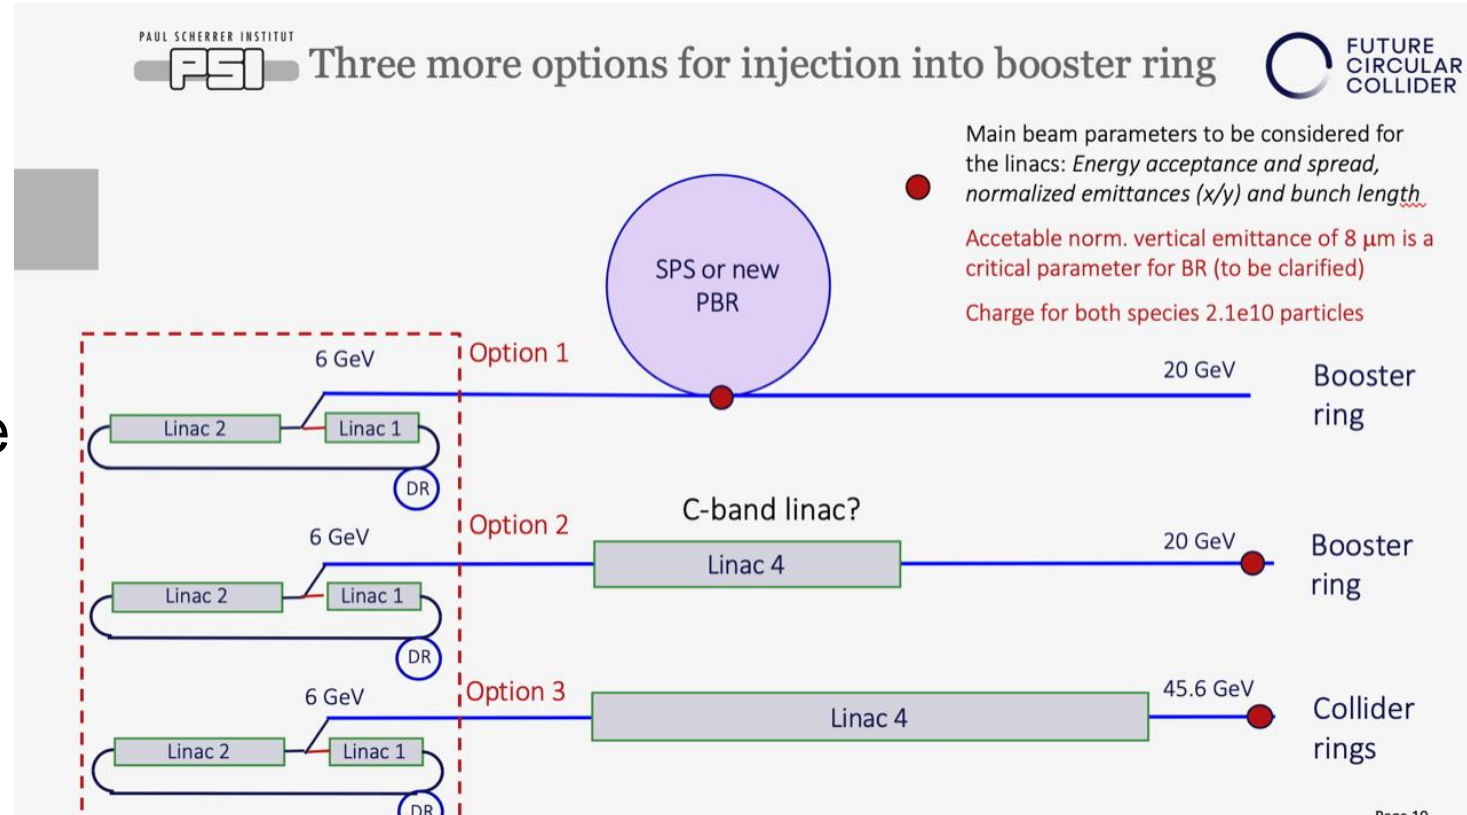 PAUL SCHERRER INSTITUT
PSI
Three more options for injection into booster ring
FUTURE
CIRCULAR
COLLIDER
Main beam parameters to be considered for
the linacs: Energy acceptance and spread,
normalized emittances (x/y) and bunch length
Accetable norm. vertical emittance of 8 μm is a
critical parameter for BR (to be clarified)
Charge for both species 2.1e10 particles
SPS or new
PBR
6 GeV
Option 1
20 GeV
Booster
ring
Linac 2
Linac 1
DR
e
C-band linac?
6 GeV
Option 2
Linac 4
20 GeV
Booster
ring
Linac 2
Linac 1
DR
6 GeV
Option 3
Linac 4
45.6 GeV
Collider
rings
Linac 2
Linac 1
DR